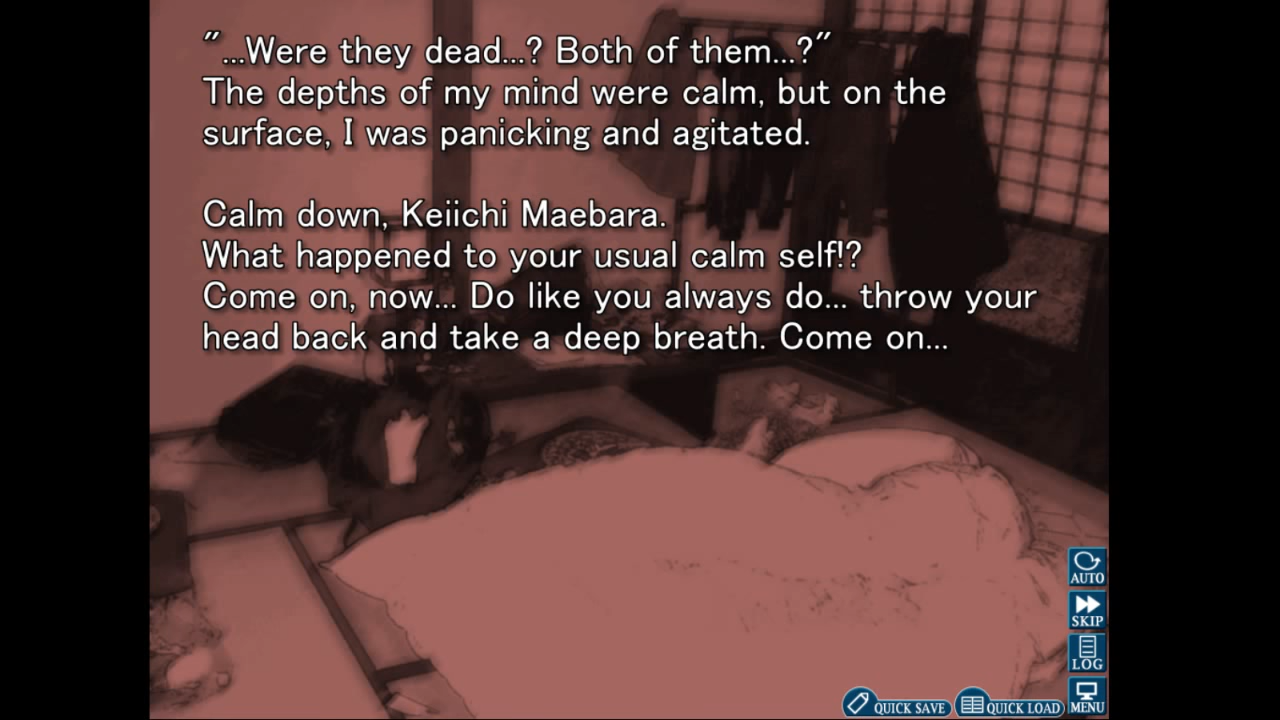 "...Were they dead...? Both of them...?"
The depths of my mind were calm, but on the
surface, I was panicking and agitated.
Calm down, Keiichi Maebara.
What happened to your usual calm self!?
Come on, now... Do like you always do... throw your
head back and take a deep breath. Come on...
AUTO
SKIP
LOG
MENU
QUICK SAVE
QUICK LOAD